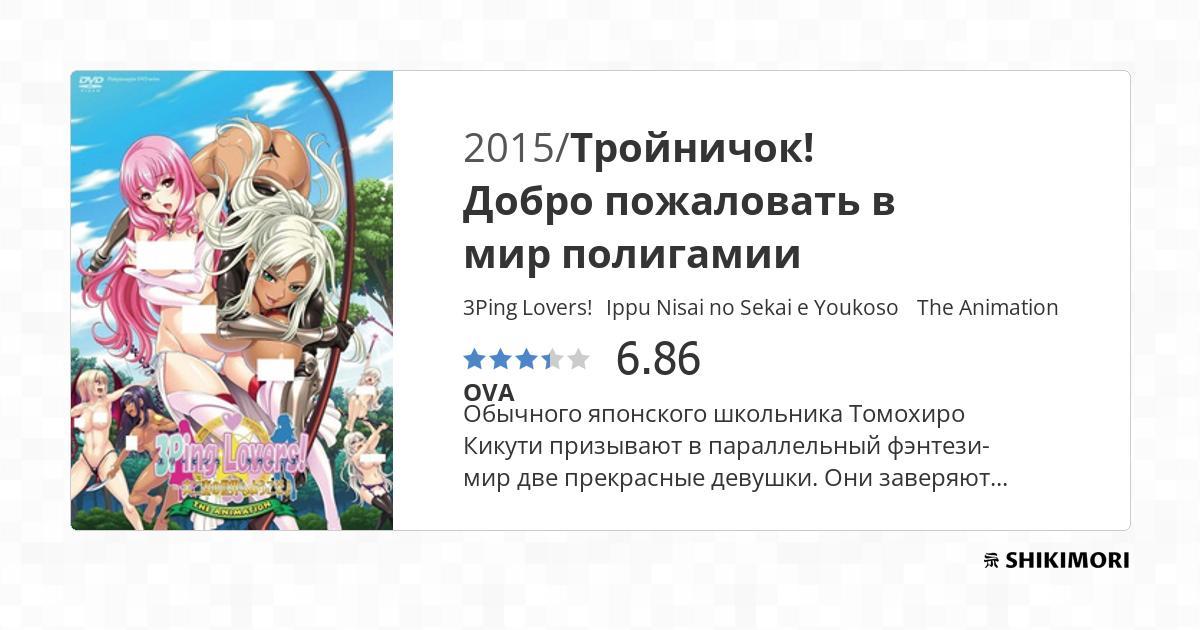 DVD
VIDEO
2015/Тройничок!
Добро пожаловать в
мир полигамии
3Ping Lovers! Ippu Nisai no Sekai e Youkoso The Animation
6.86
OVA
Обычного японского школьника Томохиро
Кикути призывают в параллельный фэнтези-
мир две прекрасные девушки. Они заверяют...
3Ping Lovers!
THE ANIMATION
SHIKIMORI